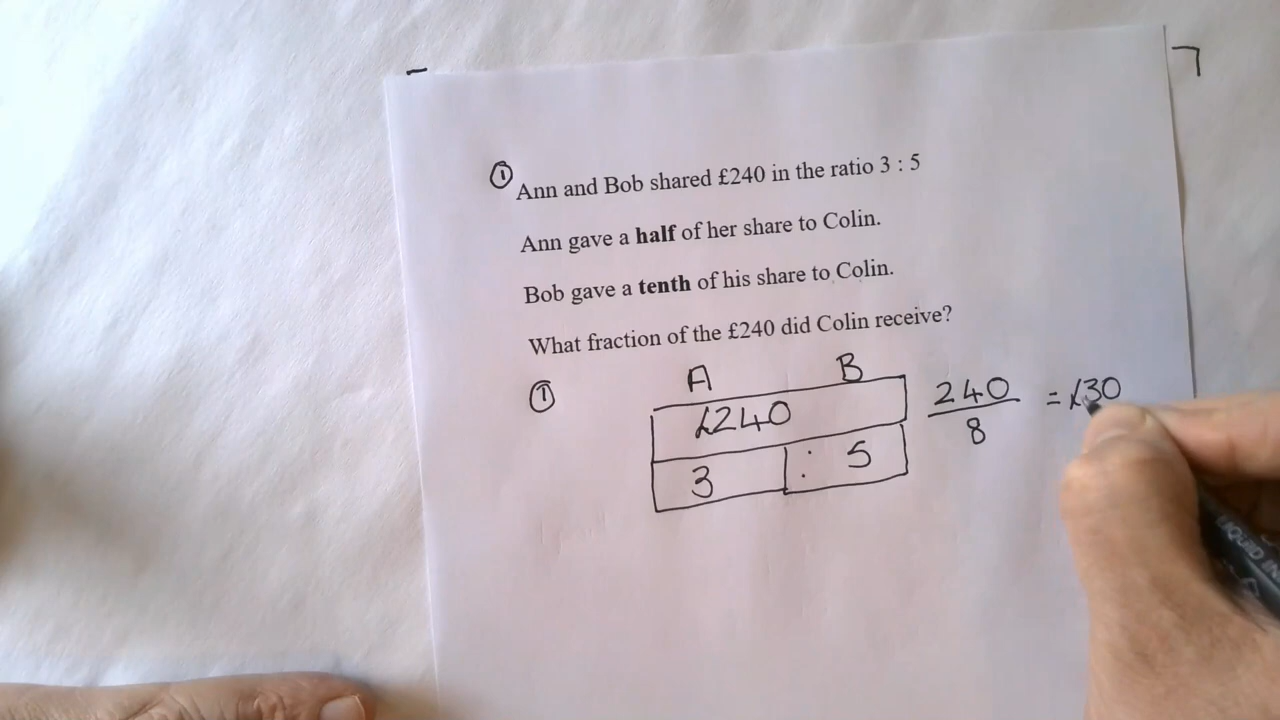 ① Ann and Bob shared £240 in the ratio 3 : 5
Ann gave a half of her share to Colin.
Bob gave a tenth of his share to Colin.
What fraction of the £240 did Colin receive?
①
A B
£240
3 : 5
240
8
= £30
LIQUID IN